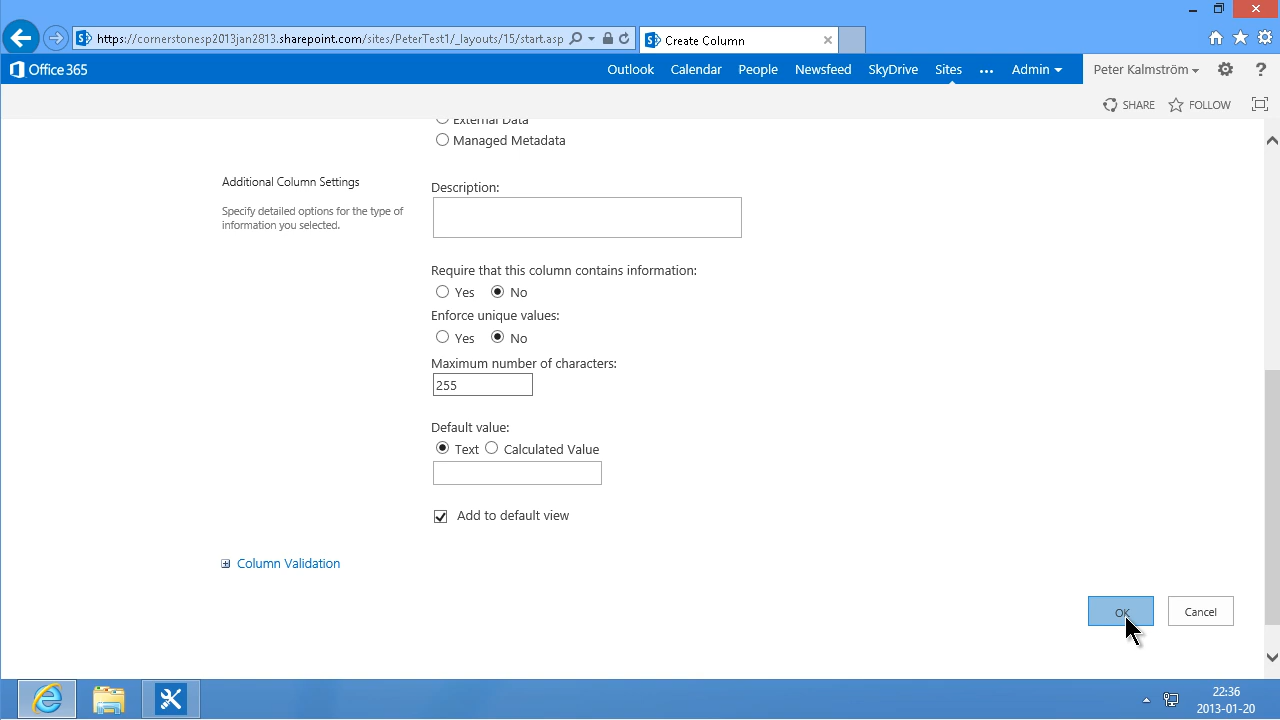 https://cornerstonesp2013jan2813.sharepoint.com/sites/PeterTest1/_layouts/15/start.asp
Create Column
Office 365
Outlook Calendar People Newsfeed SkyDrive Sites ... Admin Peter Kalmström ?
SHARE FOLLOW
External Data
Managed Metadata
Additional Column Settings
Specify detailed options for the type of
information you selected.
Description:
Require that this column contains information:
Yes No
Enforce unique values:
Yes No
Maximum number of characters:
255
Default value:
Text Calculated Value
Add to default view
Column Validation
OK Cancel
22:36
2013-01-20